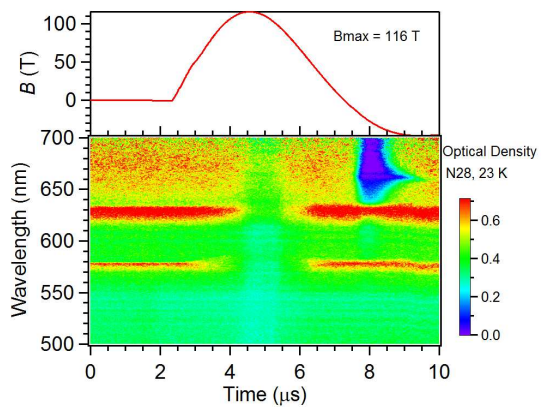 100
50
0
B (T)
Bmax = 116 T
700
650
600
550
500
Wavelength (nm)
Optical Density
N28, 23 K
0.6
0.4
0.2
0.0
0 2 4 6 8 10
Time (μs)